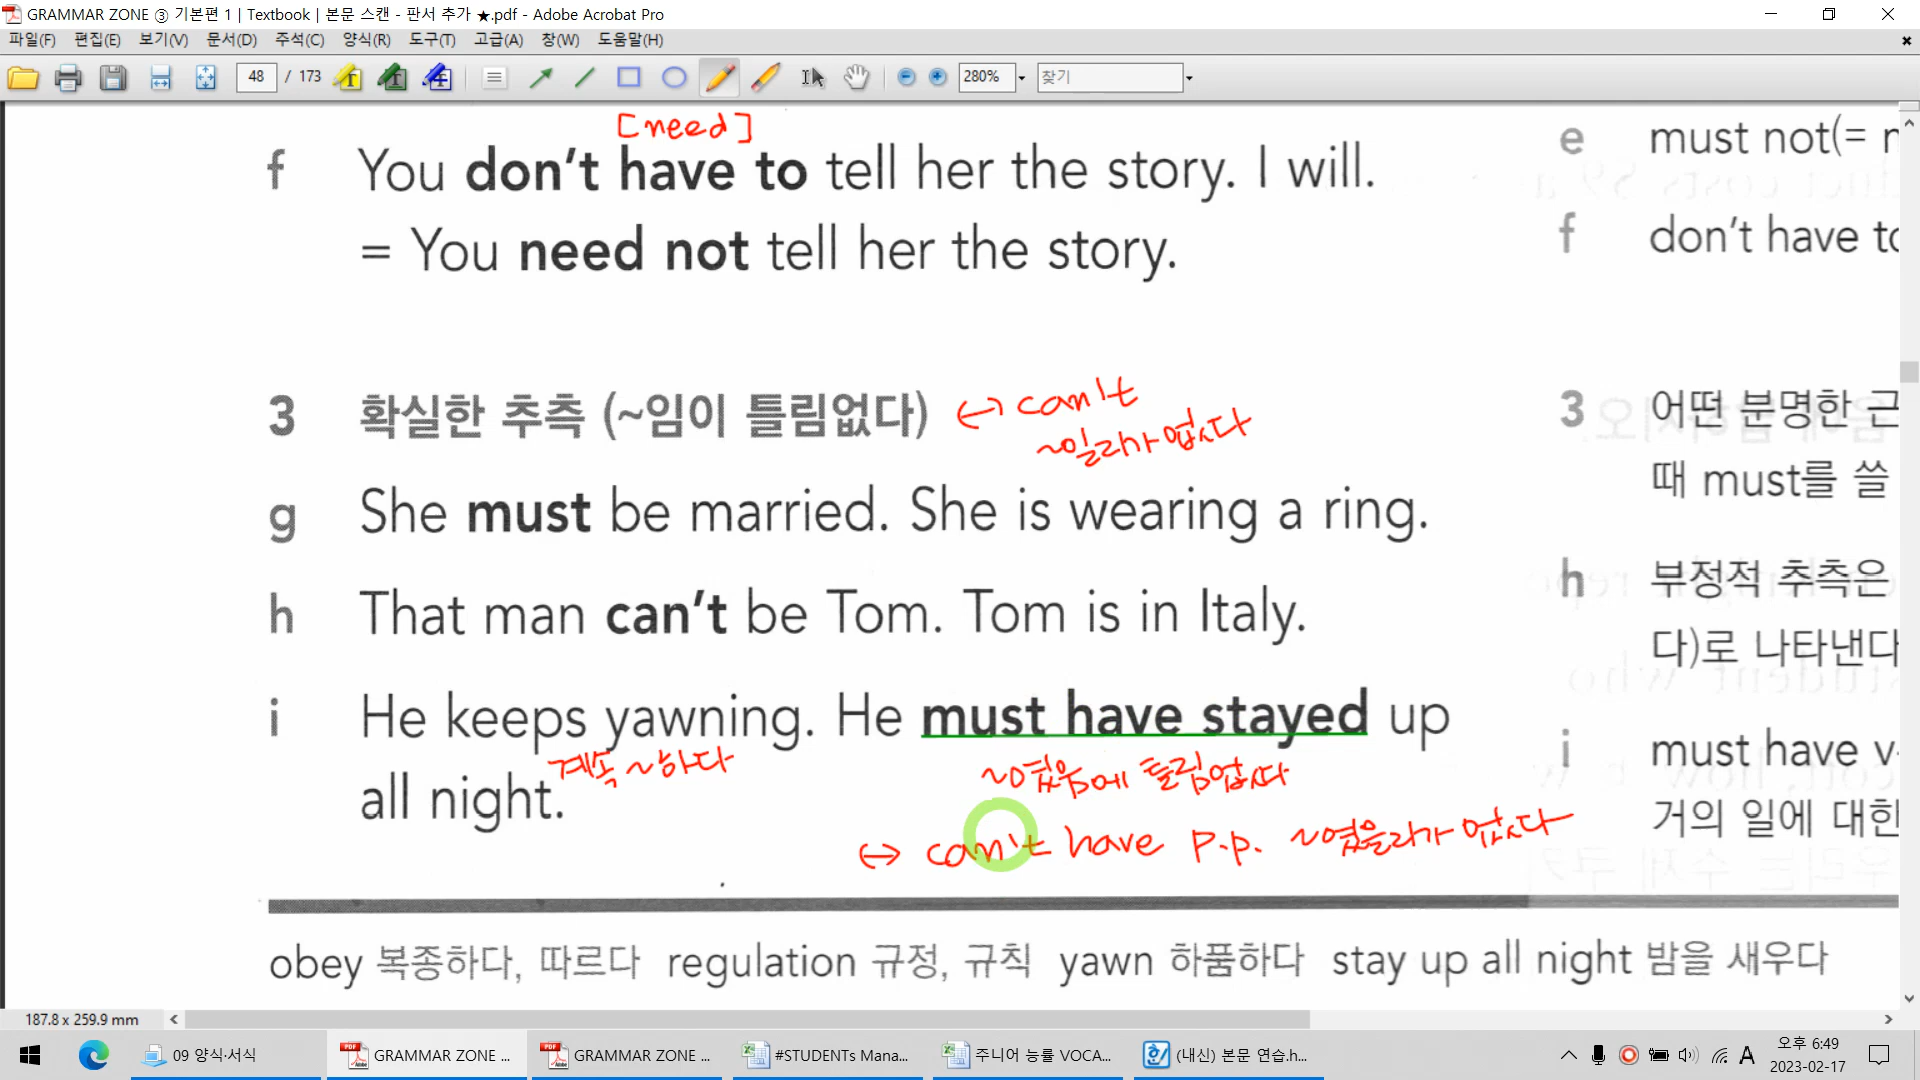 GRAMMAR ZONE ③ 기본편 1 | Textbook | 본문 스캔 - 판서 추가 ★.pdf - Adobe Acrobat Pro
파일(F) 편집(E) 보기(V) 문서(D) 주석(C) 양식(R) 도구(T) 고급(A) 창(W) 도움말(H)
48 / 173 280% 찾기
[need]
f You don't have to tell her the story. I will.
= You need not tell her the story.
3 확실한 추측 (~임이 틀림없다) ↔ can't
~일리가 없다
g She must be married. She is wearing a ring.
h That man can't be Tom. Tom is in Italy.
i He keeps yawning. He must have stayed up
계속 ~하다 ~였음에 틀림없다
all night.
↔ can't have p.p. ~였을리가 없다
e must not(=
f don't have to
3 어떤 분명한 근
때 must를 쓸
h 부정적 추측은
다)로 나타낸다
i must have v-
거의 일에 대한
obey 복종하다, 따르다 regulation 규정, 규칙 yawn 하품하다 stay up all night 밤을 새우다
187.8 x 259.9 mm
09 양식·서식 GRAMMAR ZONE ... GRAMMAR ZONE ... #STUDENTs Mana... 주니어 능률 VOCA... (내신) 본문 연습.h... A 오후 6:49
2023-02-17